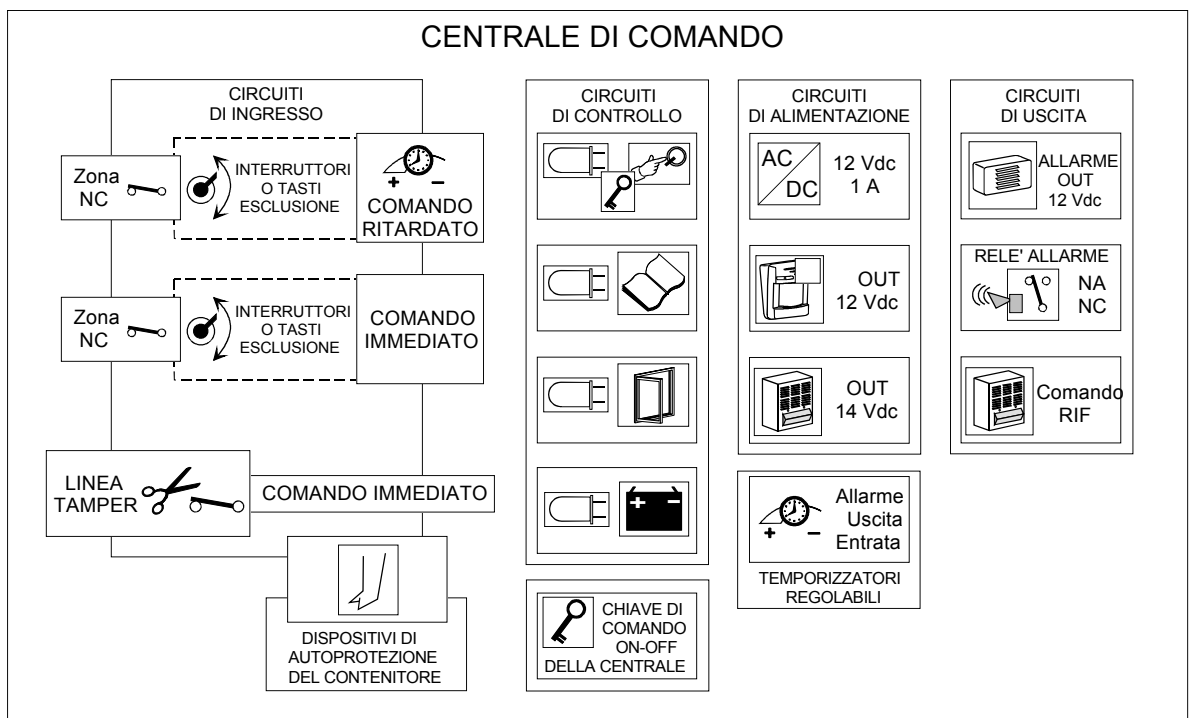 CENTRALE DI COMANDO
CIRCUITI
DI INGRESSO
Zona
NC
INTERRUTTORI
O TASTI
ESCLUSIONE
+ −
COMANDO
RITARDATO
Zona
NC
INTERRUTTORI
O TASTI
ESCLUSIONE
COMANDO
IMMEDIATO
LINEA
TAMPER
COMANDO IMMEDIATO
DISPOSITIVI DI
AUTOPROTEZIONE
DEL CONTENITORE
CIRCUITI
DI CONTROLLO
+ −
CHIAVE DI
COMANDO
ON-OFF
DELLA CENTRALE
CIRCUITI
DI ALIMENTAZIONE
AC
DC
12 Vdc
1 A
OUT
12 Vdc
OUT
14 Vdc
+ −
Allarme
Uscita
Entrata
TEMPORIZZATORI
REGOLABILI
CIRCUITI
DI USCITA
ALLARME
OUT
12 Vdc
RELE' ALLARME
NA
NC
Comando
RIF